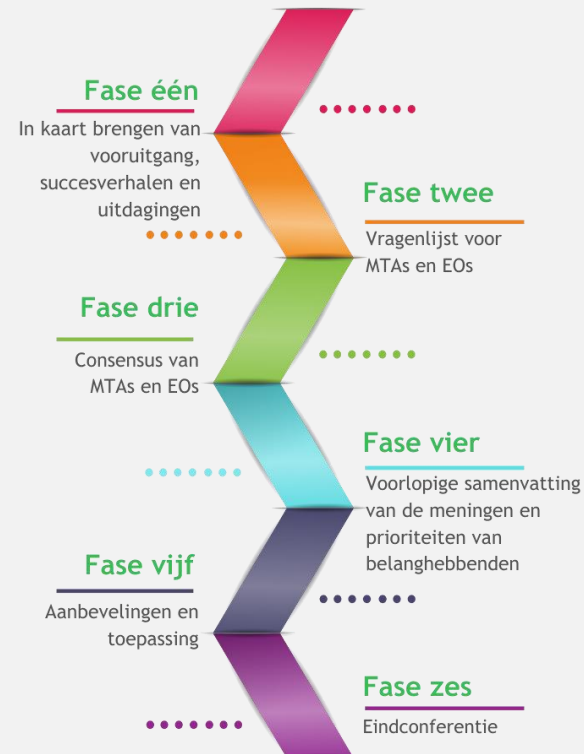 Fase één
In kaart brengen van
vooruitgang,
succesverhalen en
uitdagingen
Fase twee
Vragenlijst voor
MTAs en EOs
Fase drie
Consensus van
MTAs en EOs
Fase vier
Voorlopige samenvatting
van de meningen en
prioriteiten van
belanghebbenden
Fase vijf
Aanbevelingen en
toepassing
Fase zes
Eindconferentie